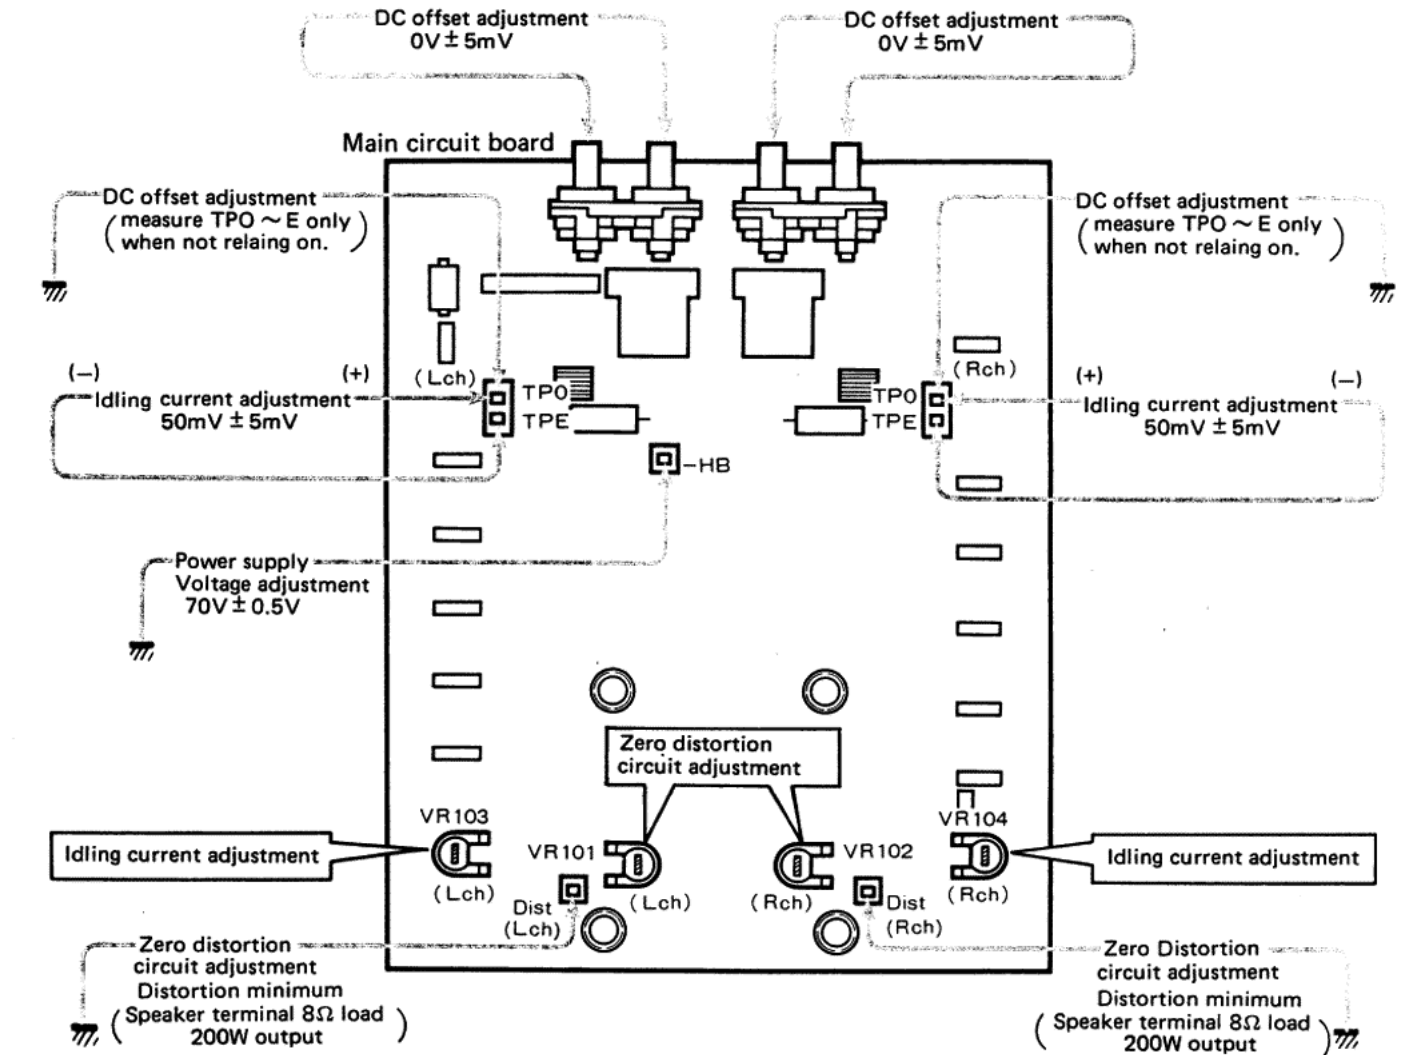 DC offset adjustment
0V ± 5mV
DC offset adjustment
0V ± 5mV
Main circuit board
DC offset adjustment
(measure TPO ~ E only
when not relaing on.)
DC offset adjustment
(measure TPO ~ E only
when not relaing on.)
(—)
(+)
(Lch)
Idling current adjustment
50mV ± 5mV
TPO
TPE
-HB
(Rch)
TPO
TPE
(+)
(—)
Idling current adjustment
50mV ± 5mV
Power supply
Voltage adjustment
70V ± 0.5V
Zero distortion
circuit adjustment
VR103
(Lch)
Idling current adjustment
VR101
(Lch)
Dist
(Lch)
VR102
(Rch)
Dist
(Rch)
VR104
(Rch)
Idling current adjustment
Zero distortion
circuit adjustment
Distortion minimum
(Speaker terminal 8Ω load
200W output)
Zero Distortion
circuit adjustment
Distortion minimum
(Speaker terminal 8Ω load
200W output)